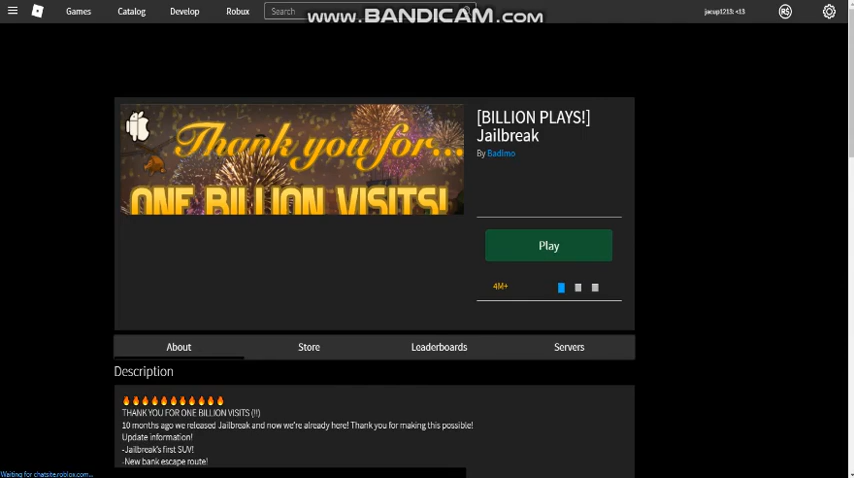 Games Catalog Develop Robux Search jacup1213: <13
www.BANDICAM.com
Thank you for...
ONE BILLION VISITS!
[BILLION PLAYS!]
Jailbreak
By Badimo
Play
4M+
About Store Leaderboards Servers
Description
THANK YOU FOR ONE BILLION VISITS (!!)
10 months ago we released Jailbreak and now we're already here! Thank you for making this possible!
Update information!
-Jailbreak's first SUV!
-New bank escape route!
Waiting for chatsite.roblox.com...